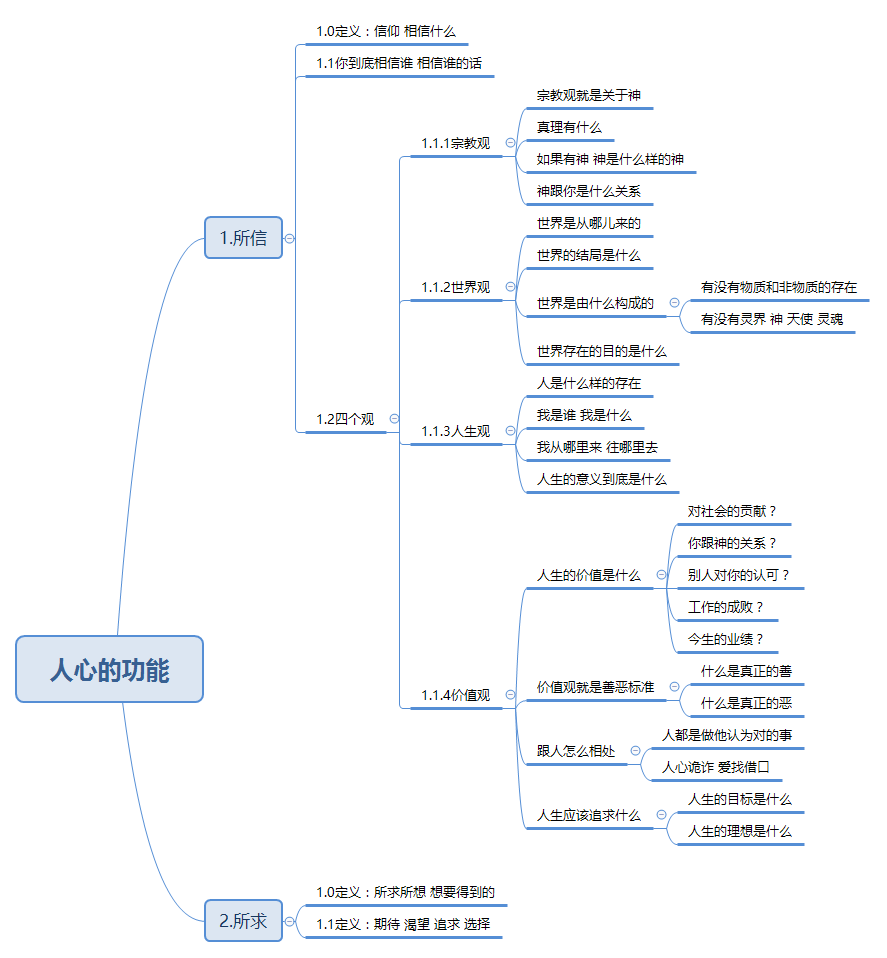 人心的功能
1.所信
1.0定义：信仰 相信什么
1.1你到底相信谁 相信谁的话
1.2四个观
1.1.1宗教观
宗教观就是关于神
真理有什么
如果有神 神是什么样的神
神跟你是什么关系
1.1.2世界观
世界是从哪儿来的
世界的结局是什么
世界是由什么构成的
有没有物质和非物质的存在
有没有灵界 神 天使 灵魂
世界存在的目的是什么
1.1.3人生观
人是什么样的存在
我是谁 我是什么
我从哪里来 往哪里去
人生的意义到底是什么
1.1.4价值观
人生的价值是什么
对社会的贡献？
你跟神的关系？
别人对你的认可？
工作的成败？
今生的业绩？
价值观就是善恶标准
什么是真正的善
什么是真正的恶
跟人怎么相处
人都是做他认为对的事
人心诡诈 爱找借口
人生应该追求什么
人生的目标是什么
人生的理想是什么
2.所求
1.0定义：所求所想 想要得到的
1.1定义：期待 渴望 追求 选择